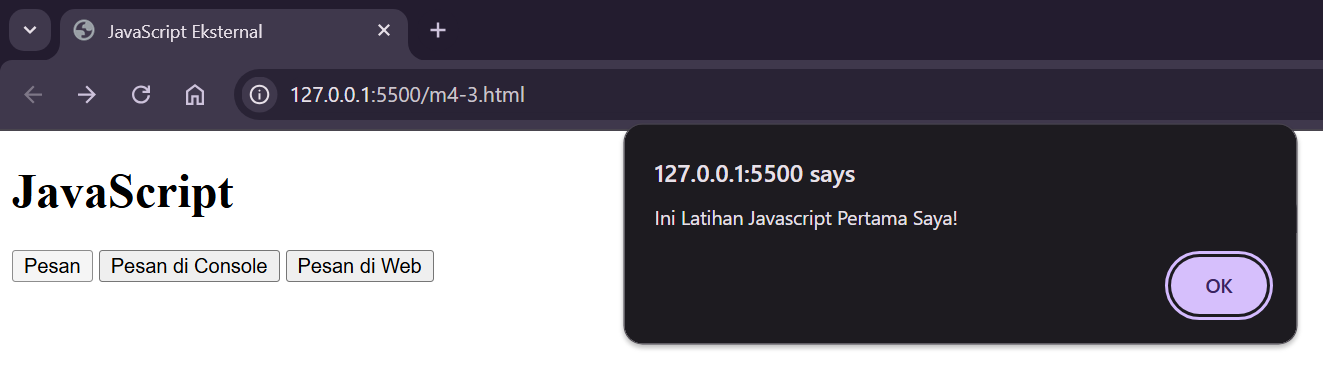 JavaScript Eksternal
127.0.0.1:5500/m4-3.html
JavaScript
Pesan Pesan di Console Pesan di Web
127.0.0.1:5500 says
Ini Latihan Javascript Pertama Saya!
OK